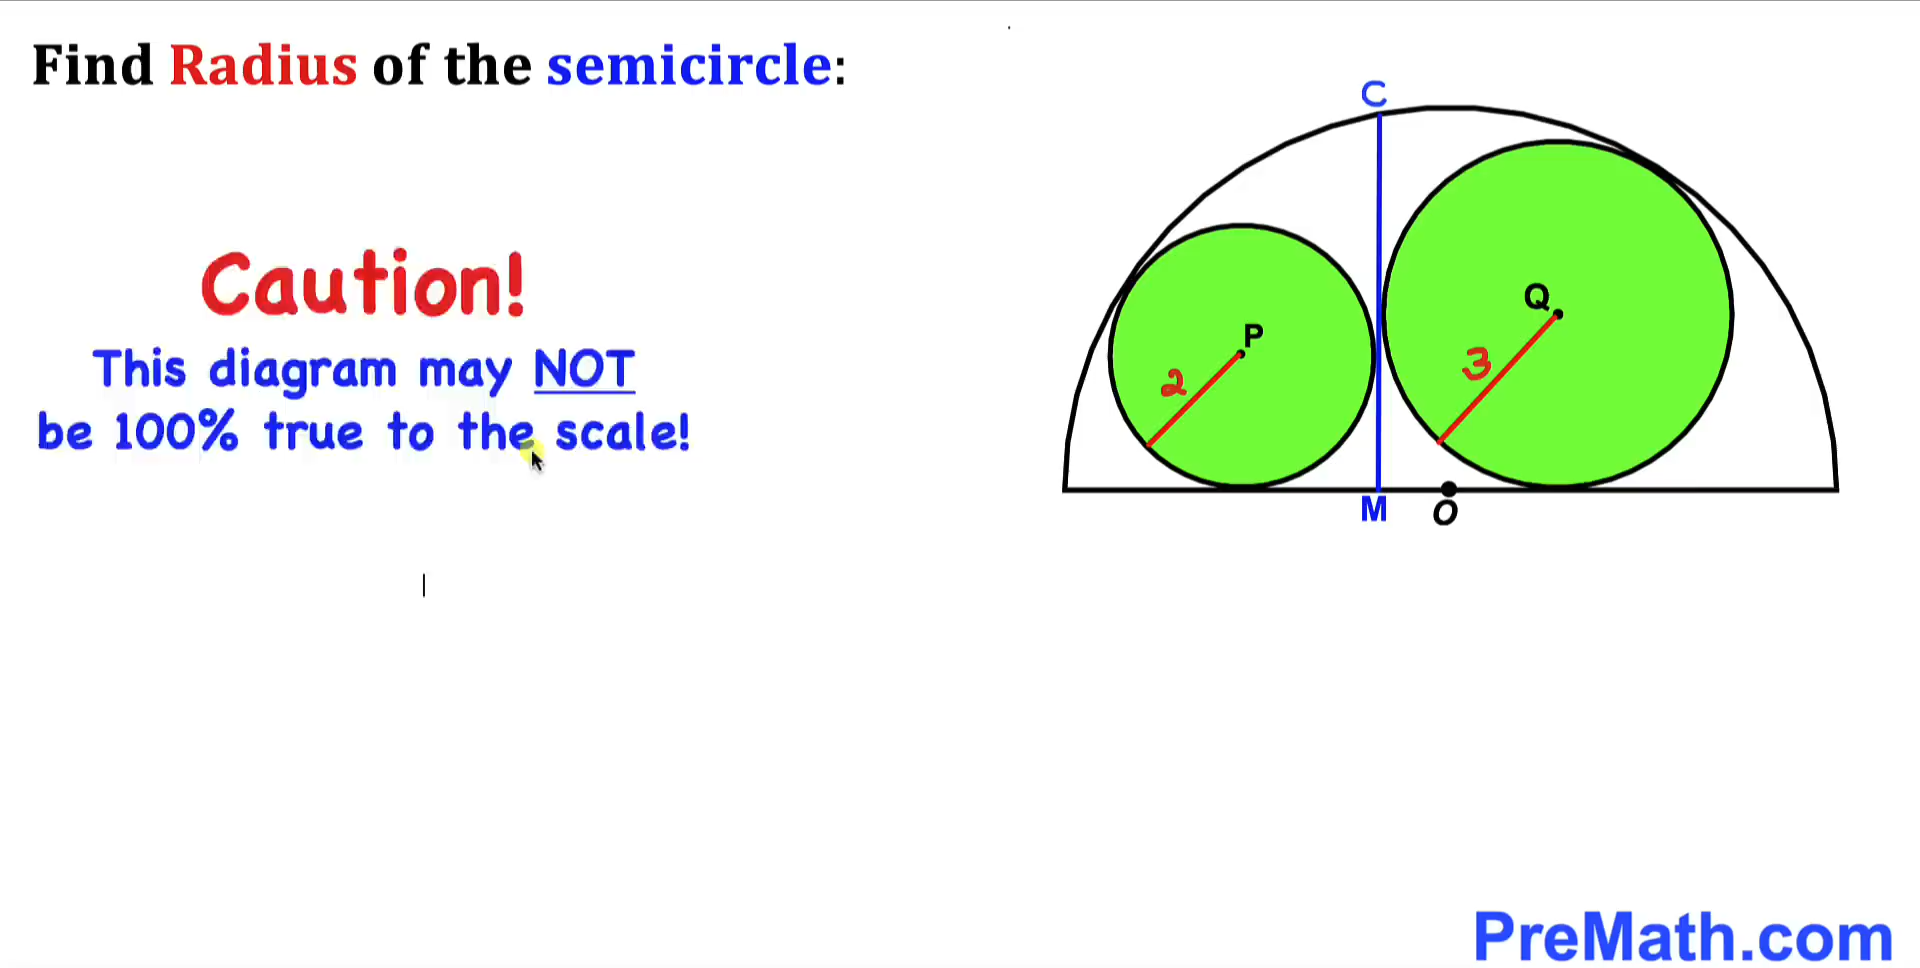 Find Radius of the semicircle:
C
Caution!
Q
P
3
2
This diagram may NOT
be 100% true to the scale!
M
O
PreMath.com